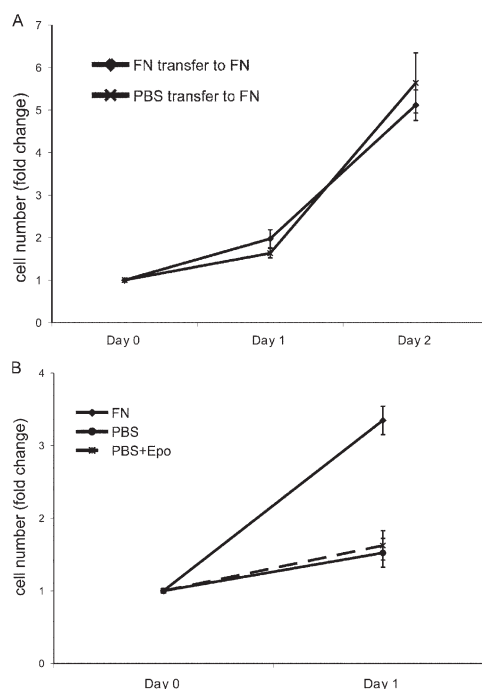 A
7
FN transfer to FN
6
PBS transfer to FN
5
4
cell number (fold change)
3
2
1
0
Day 0 Day 1 Day 2
B
4
FN
PBS
3
PBS+Epo
cell number (fold change)
2
1
0
Day 0 Day 1